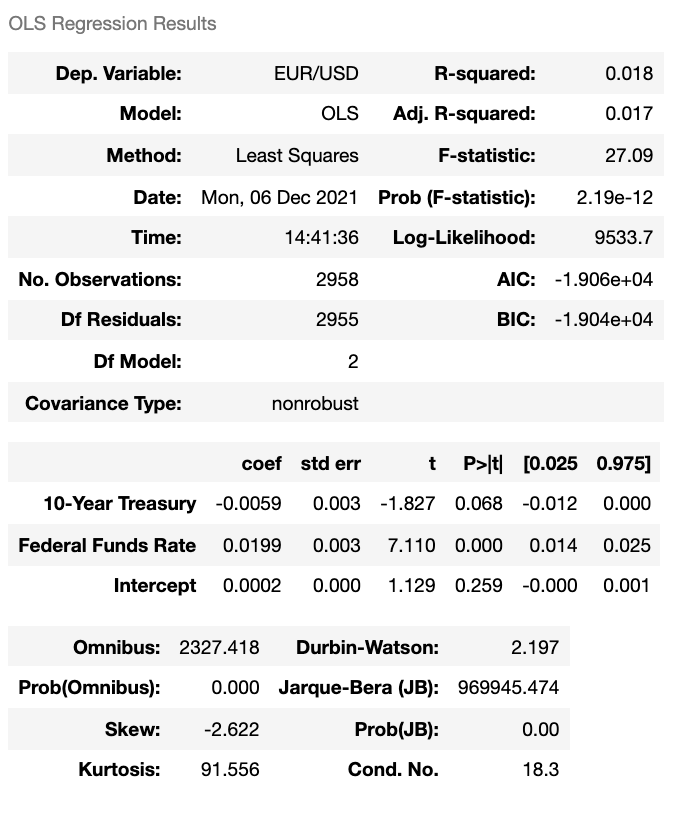 OLS Regression Results
Dep. Variable: EUR/USD R-squared: 0.018
Model: OLS Adj. R-squared: 0.017
Method: Least Squares F-statistic: 27.09
Date: Mon, 06 Dec 2021 Prob (F-statistic): 2.19e-12
Time: 14:41:36 Log-Likelihood: 9533.7
No. Observations: 2958 AIC: -1.906e+04
Df Residuals: 2955 BIC: -1.904e+04
Df Model: 2
Covariance Type: nonrobust
coef std err t P>|t| [0.025 0.975]
10-Year Treasury -0.0059 0.003 -1.827 0.068 -0.012 0.000
Federal Funds Rate 0.0199 0.003 7.110 0.000 0.014 0.025
Intercept 0.0002 0.000 1.129 0.259 -0.000 0.001
Omnibus: 2327.418 Durbin-Watson: 2.197
Prob(Omnibus): 0.000 Jarque-Bera (JB): 969945.474
Skew: -2.622 Prob(JB): 0.00
Kurtosis: 91.556 Cond. No. 18.3